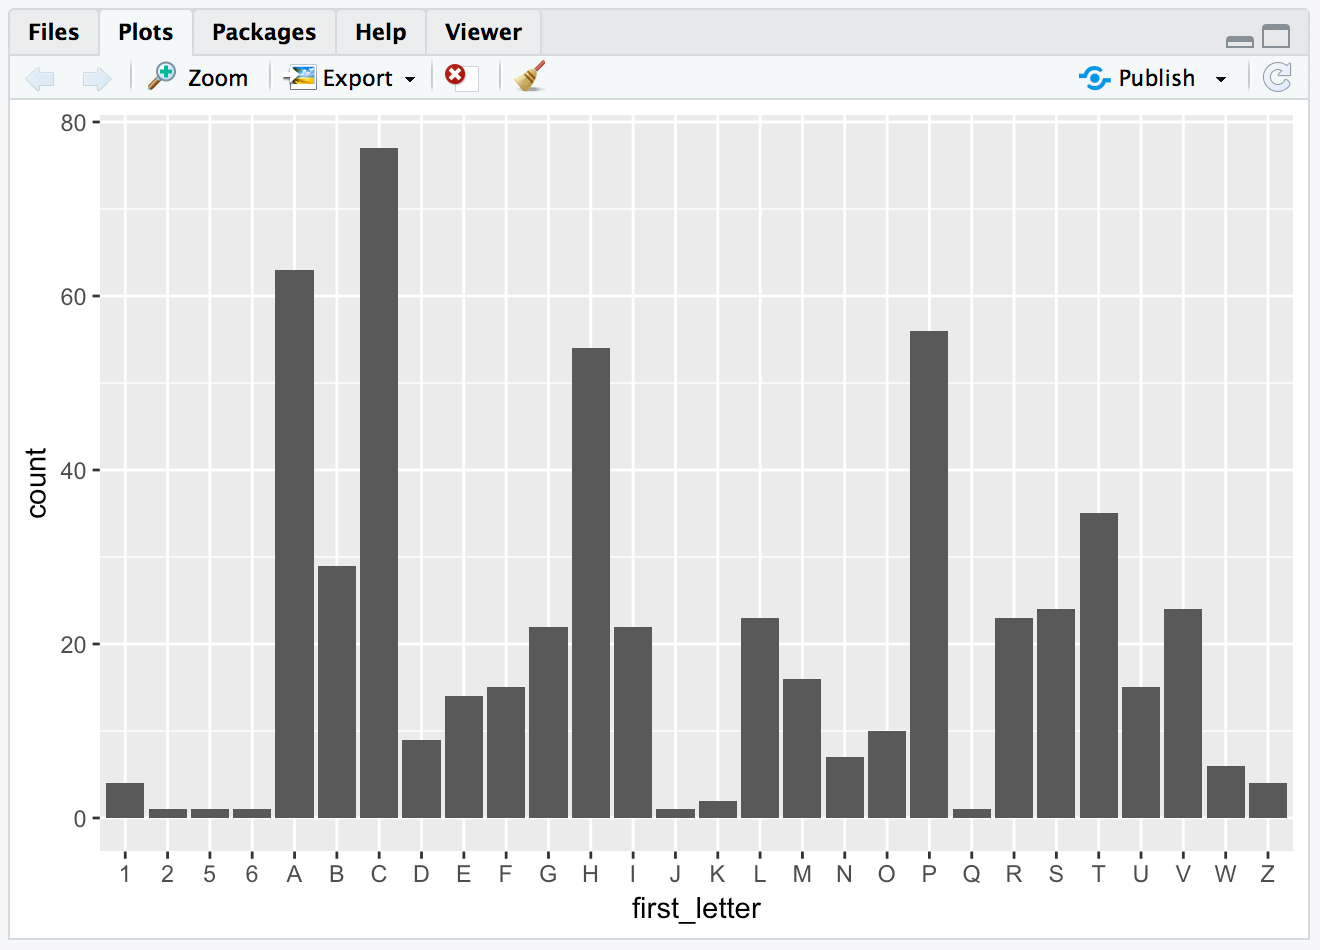 Files Plots Packages Help Viewer
Zoom Export Publish
80
60
40
20
0
count
1 2 5 6 A B C D E F G H I J K L M N O P Q R S T U V W Z
first_letter